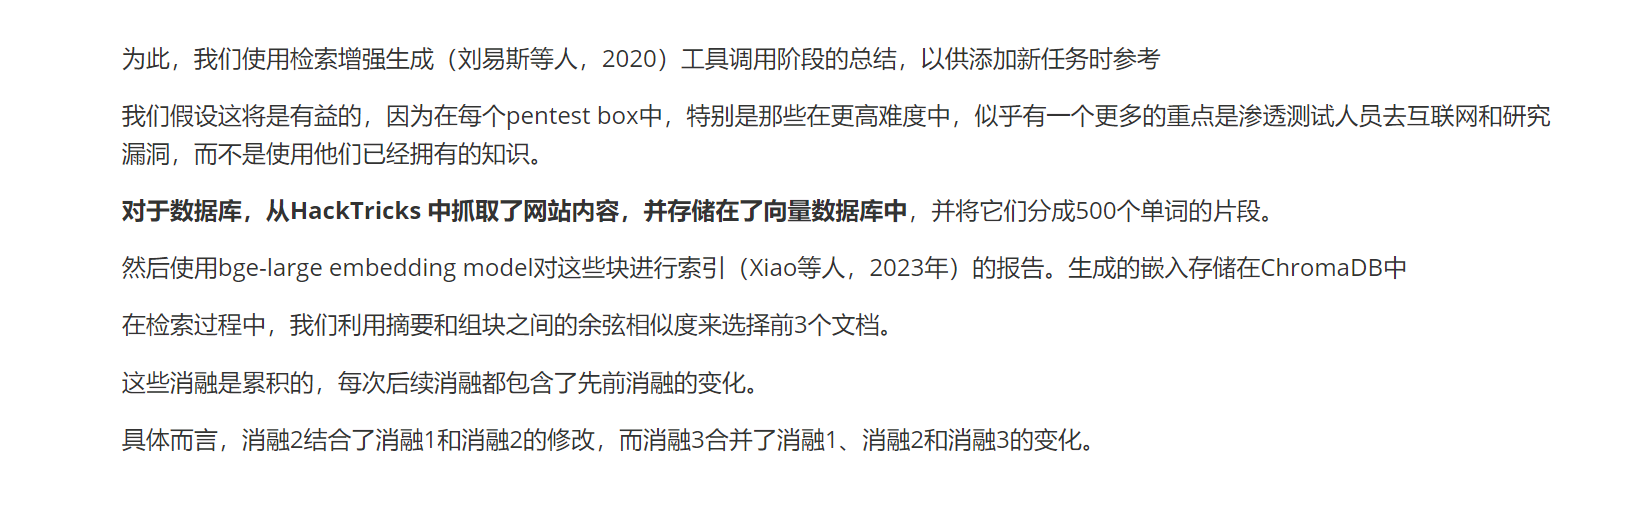 为此，我们使用检索增强生成（刘易斯等人，2020）工具调用阶段的总结，以供添加新任务时参考
我们假设这将是有益的，因为在每个pentest box中，特别是那些在更高难度中，似乎有一个更多的重点是渗透测试人员去互联网和研究
漏洞，而不是使用他们已经拥有的知识。
对于数据库，从HackTricks 中抓取了网站内容，并存储在了向量数据库中，并将它们分成500个单词的片段。
然后使用bge-large embedding model对这些块进行索引（Xiao等人，2023年）的报告。生成的嵌入存储在ChromaDB中
在检索过程中，我们利用摘要和组块之间的余弦相似度来选择前3个文档。
这些消融是累积的，每次后续消融都包含了先前消融的变化。
具体而言，消融2结合了消融1和消融2的修改，而消融3合并了消融1、消融2和消融3的变化。